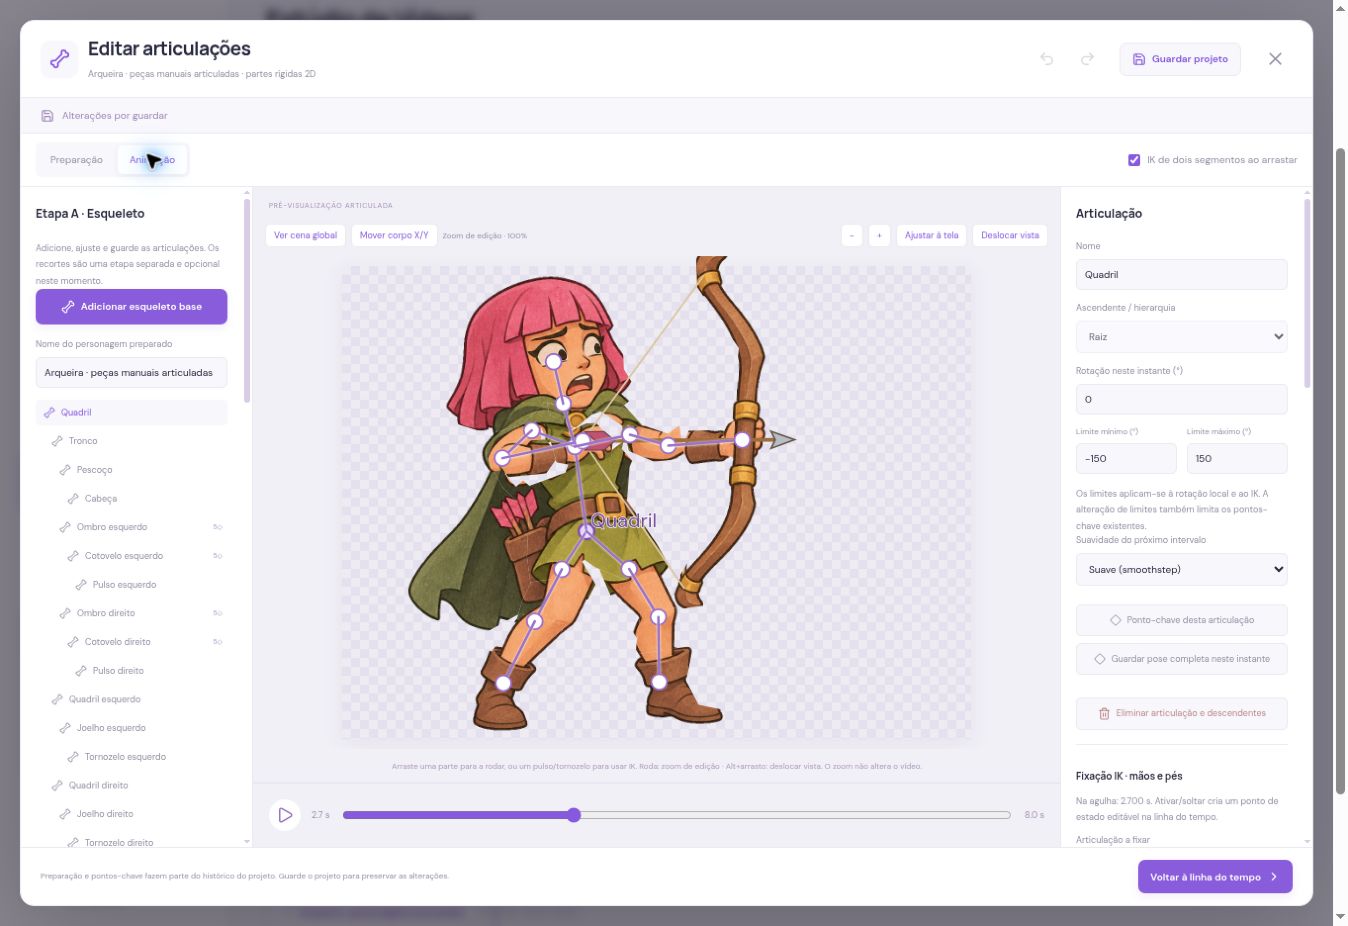 Editar articulações
Arqueira · peças manuais articuladas · partes rígidas 2D
Guardar projeto
Alterações por guardar
Preparação
IK de dois segmentos ao arrastar
Etapa A · Esqueleto
Adicione, ajuste e guarde as articulações. Os
recortes são uma etapa separada e opcional
neste momento.
Adicionar esqueleto base
Nome do personagem preparado
Arqueira · peças manuais articuladas
Quadril
Tronco
Pescoço
Cabeça
Ombro esquerdo 5◇
Cotovelo esquerdo 5◇
Pulso esquerdo
Ombro direito 5◇
Cotovelo direito 5◇
Pulso direito
Quadril esquerdo
Joelho esquerdo
Tornozelo esquerdo
Quadril direito
Joelho direito
Tornozelo direito
PRÉ-VISUALIZAÇÃO ARTICULADA
Ver cena global
Mover corpo X/Y
Zoom de edição · 100%
-
+
Ajustar à tela
Deslocar vista
Quadril
Arraste uma parte para a rodar, ou um pulso/tornozelo para usar IK. Roda: zoom de edição · Alt+arrasto: deslocar vista. O zoom não altera o vídeo.
2.7 s
8.0 s
Articulação
Nome
Quadril
Ascendente / hierarquia
Raiz
Rotação neste instante (°)
0
Limite mínimo (°) Limite máximo (°)
-150 150
Os limites aplicam-se à rotação local e ao IK. A
alteração de limites também limita os pontos-
chave existentes.
Suavidade do próximo intervalo
Suave (smoothstep)
Ponto-chave desta articulação
Guardar pose completa neste instante
Eliminar articulação e descendentes
Fixação IK · mãos e pés
Na agulha: 2.700 s. Ativar/soltar cria um ponto de
estado editável na linha do tempo.
Articulação a fixar
Preparação e pontos-chave fazem parte do histórico do projeto. Guarde o projeto para preservar as alterações.
Voltar à linha do tempo